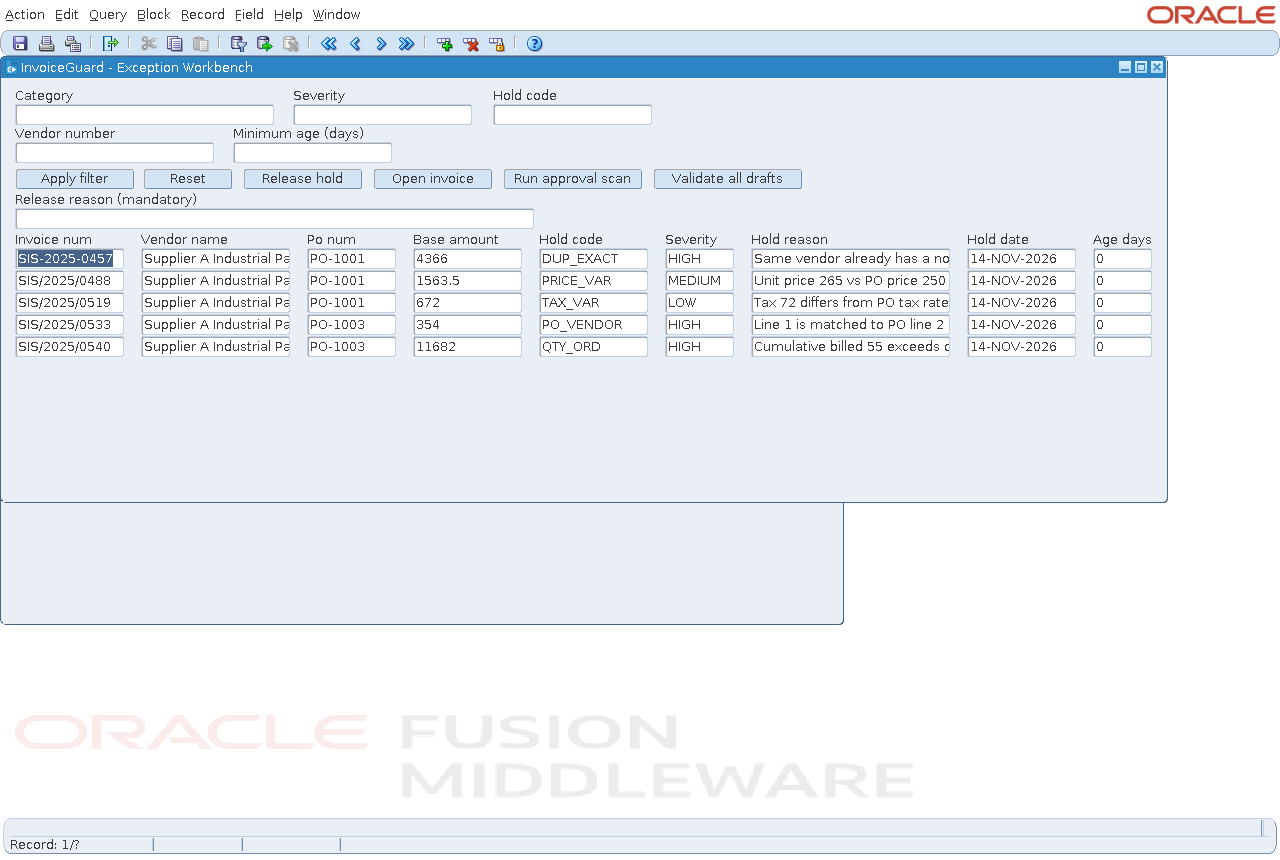 Action Edit Query Block Record Field Help Window
ORACLE
InvoiceGuard - Exception Workbench
Category Severity Hold code
Vendor number Minimum age (days)
Apply filter Reset Release hold Open invoice Run approval scan Validate all drafts
Release reason (mandatory)
Invoice num Vendor name Po num Base amount Hold code Severity Hold reason Hold date Age days
SIS-2025-0457 Supplier A Industrial Pa PO-1001 4366 DUP_EXACT HIGH Same vendor already has a no 14-NOV-2026 0
SIS/2025/0488 Supplier A Industrial Pa PO-1001 1563.5 PRICE_VAR MEDIUM Unit price 265 vs PO price 250 14-NOV-2026 0
SIS/2025/0519 Supplier A Industrial Pa PO-1001 672 TAX_VAR LOW Tax 72 differs from PO tax rate 14-NOV-2026 0
SIS/2025/0533 Supplier A Industrial Pa PO-1003 354 PO_VENDOR HIGH Line 1 is matched to PO line 2 14-NOV-2026 0
SIS/2025/0540 Supplier A Industrial Pa PO-1003 11682 QTY_ORD HIGH Cumulative billed 55 exceeds 14-NOV-2026 0
ORACLE FUSION
MIDDLEWARE
Record: 1/?